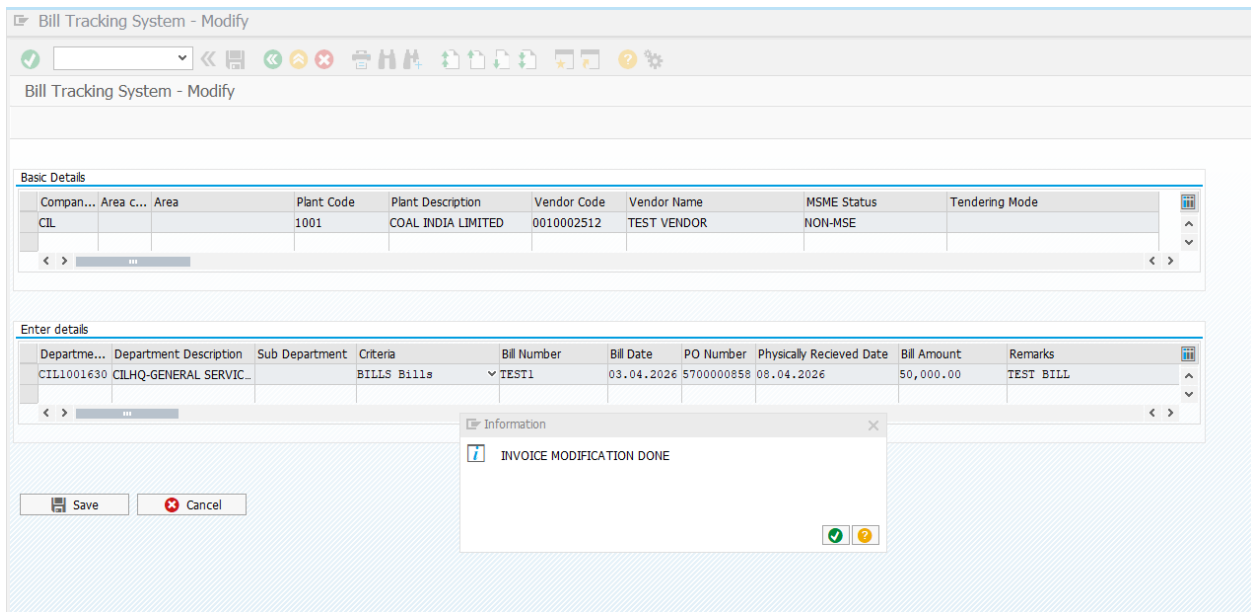 Bill Tracking System - Modify
Bill Tracking System - Modify
Basic Details
Compan... Area c... Area Plant Code Plant Description Vendor Code Vendor Name MSME Status Tendering Mode
CIL 1001 COAL INDIA LIMITED 0010002512 TEST VENDOR NON-MSE
Enter details
Departme... Department Description Sub Department Criteria Bill Number Bill Date PO Number Physically Recieved Date Bill Amount Remarks
CIL1001630 CILHQ-GENERAL SERVIC... BILLS Bills TEST1 03.04.2026 5700000858 08.04.2026 50,000.00 TEST BILL
Information
INVOICE MODIFICATION DONE
Save Cancel